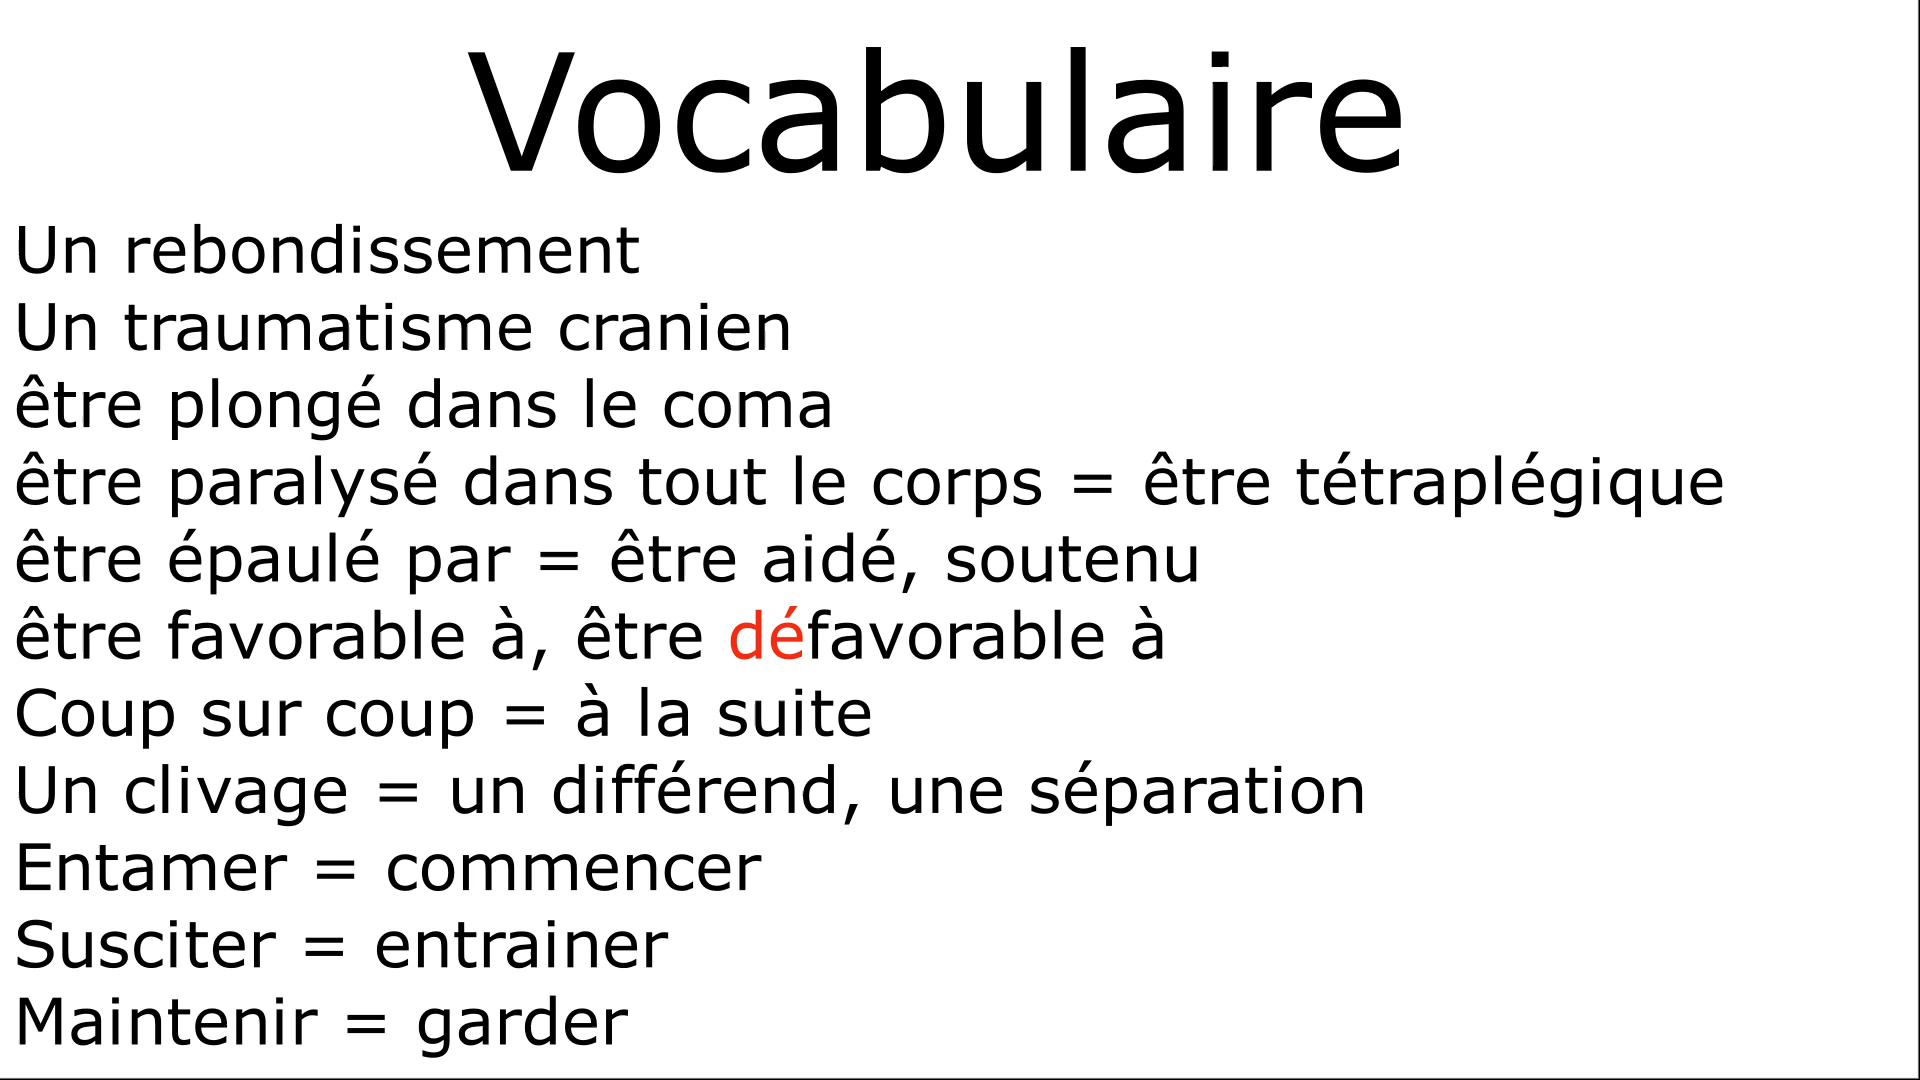 Vocabulaire
Un rebondissement
Un traumatisme cranien
être plongé dans le coma
être paralysé dans tout le corps = être tétraplégique
être épaulé par = être aidé, soutenu
être favorable à, être défavorable à
Coup sur coup = à la suite
Un clivage = un différend, une séparation
Entamer = commencer
Susciter = entrainer
Maintenir = garder